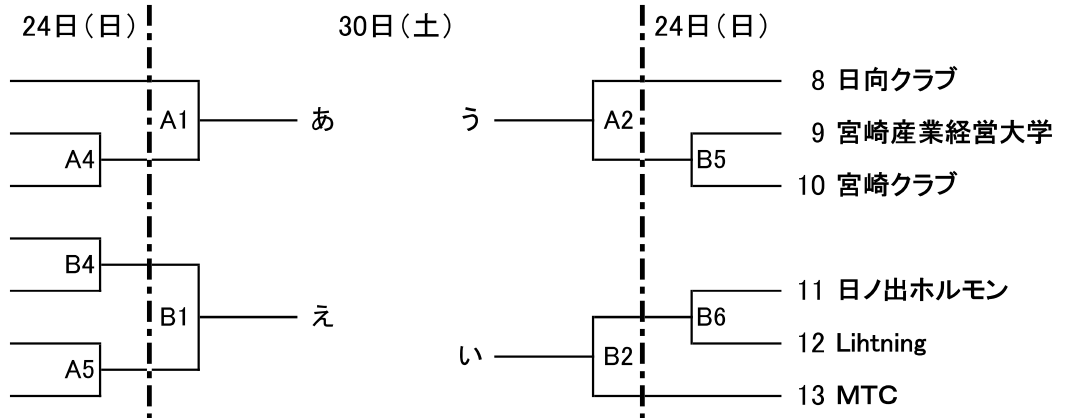 24日（日） 30日（土） 24日（日）
8 日向クラブ
A1 あ う A2
9 宮崎産業経営大学
A4 B5
10 宮崎クラブ
B4
11 日ノ出ホルモン
B1 え B6
12 Lihtning
い B2
A5
13 MTC